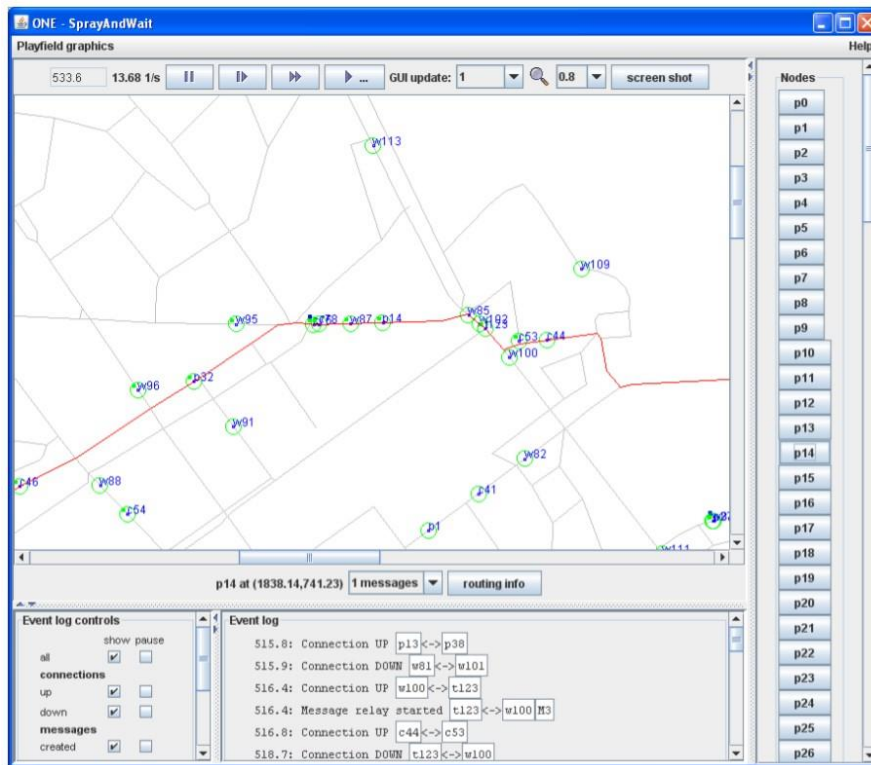 ONE - SprayAndWait
Playfield graphics Help
533.6 13.68 1/s ... GUI update: 1 0.8 screen shot
w113
w109
w95
w87
p14
w85
w102
t123
c53
c44
w100
w96
p32
w91
c46
w88
c54
w82
c41
p1
w111
p14 at (1838.14,741.23) 1 messages routing info
Event log controls
show pause
all
connections
up
down
messages
created
Event log
515.8: Connection UP p13<->p38
515.9: Connection DOWN w81<->w101
516.4: Connection UP w100<->t123
516.4: Message relay started t123<->w100 M3
516.8: Connection UP c44<->c53
518.7: Connection DOWN t123<->w100
Nodes
p0
p1
p2
p3
p4
p5
p6
p7
p8
p9
p10
p11
p12
p13
p14
p15
p16
p17
p18
p19
p20
p21
p22
p23
p24
p25
p26